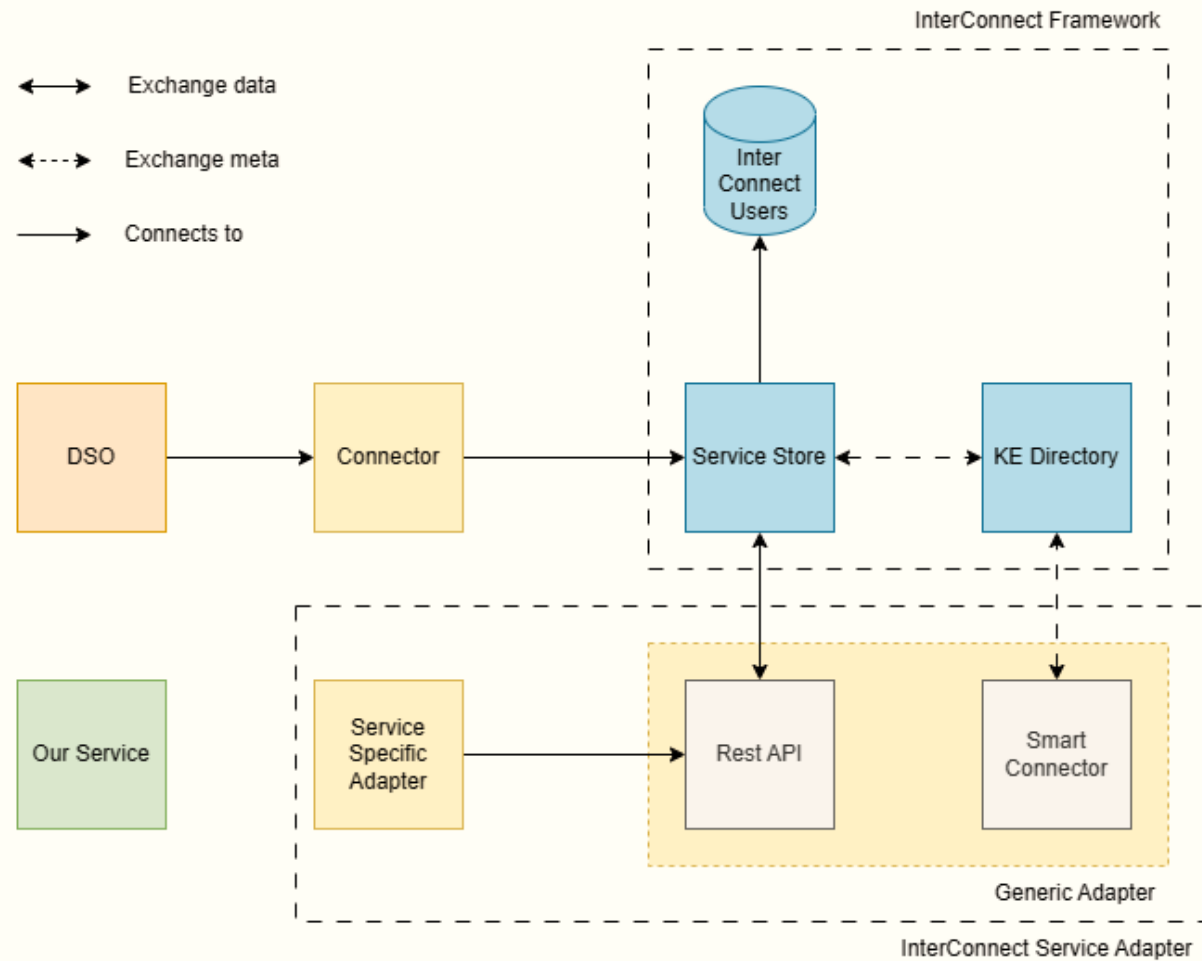 InterConnect Framework
Exchange data
Exchange meta
Connects to
Inter
Connect
Users
DSO
Connector
Service Store
KE Directory
Our Service
Service
Specific
Adapter
Rest API
Smart
Connector
Generic Adapter
InterConnect Service Adapter